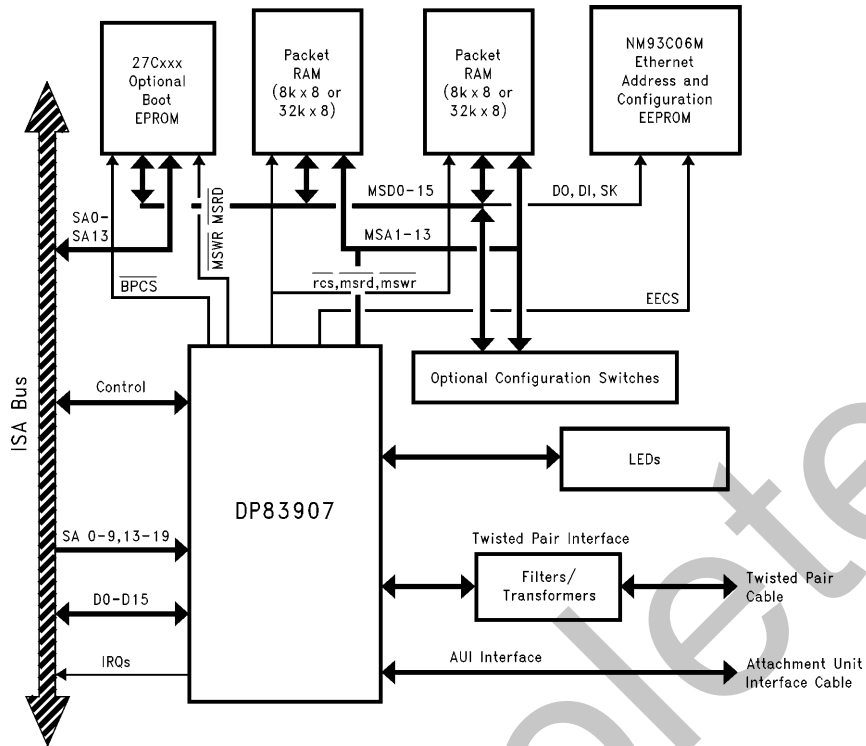 27Cxxx
Optional
Boot
EPROM
Packet
RAM
(8k x 8 or
32k x 8)
Packet
RAM
(8k x 8 or
32k x 8)
NM93C06M
Ethernet
Address and
Configuration
EEPROM
SA0-
SA13
MSWR MSRD
MSD0-15
DO, DI, SK
MSA1-13
BPCS
rcs,msrd,mswr
EECS
Optional Configuration Switches
ISA Bus
Control
LEDs
DP83907
SA 0-9,13-19
Twisted Pair Interface
Filters/
Transformers
Twisted Pair
Cable
D0-D15
IRQs
AUI Interface
Attachment Unit
Interface Cable
olete